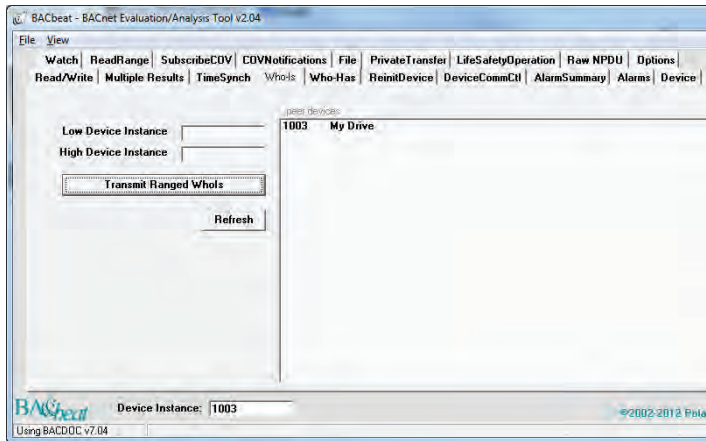 BACbeat - BACnet Evaluation/Analysis Tool v2.04
File View
Watch ReadRange SubscribeCOV COVNotifications File PrivateTransfer LifeSafetyOperation Raw NPDU Options
Read/Write Multiple Results TimeSynch Who-Is Who-Has ReinitDevice DeviceCommCtl AlarmSummary Alarms Device
peer devices
1003 My Drive
Low Device Instance
High Device Instance
Transmit Ranged WhoIs
Refresh
BACbeat Device Instance: 1003 ©2002-2012 Pola
Using BACDOC v7.04